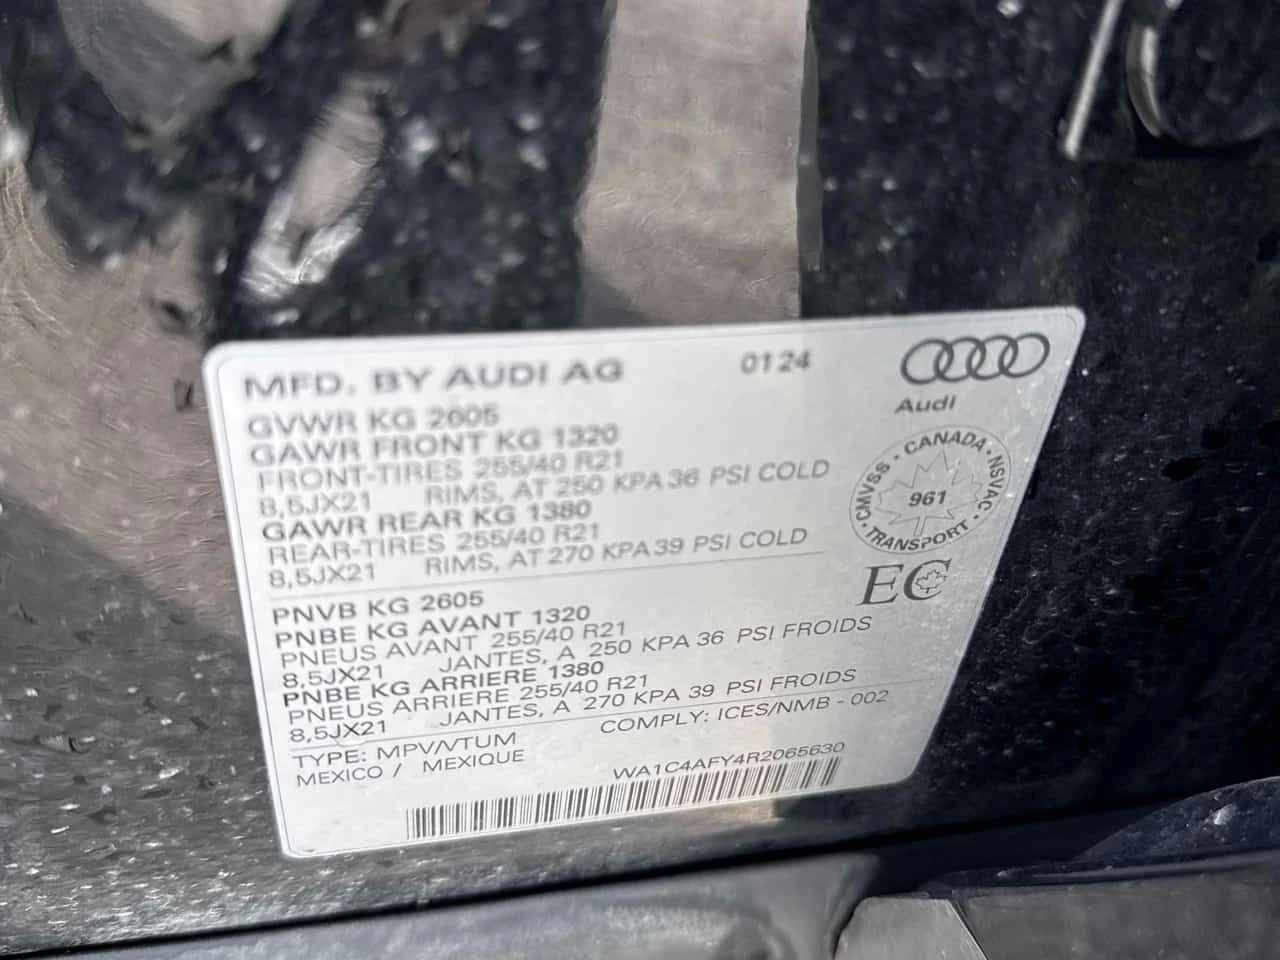 MFD. BY AUDI AG 0124
Audi
GVWR KG 2605
GAWR FRONT KG 1320
FRONT-TIRES 255/40 R21
8,5JX21 RIMS, AT 250 KPA 36 PSI COLD
GAWR REAR KG 1380
REAR-TIRES 255/40 R21
8,5JX21 RIMS, AT 270 KPA 39 PSI COLD
CMVSS • CANADA • NSVAC • TRANSPORT •
961
EC
PNVB KG 2605
PNBE KG AVANT 1320
PNEUS AVANT 255/40 R21
8,5JX21 JANTES, A 250 KPA 36 PSI FROIDS
PNBE KG ARRIERE 1380
PNEUS ARRIERE 255/40 R21
8,5JX21 JANTES, A 270 KPA 39 PSI FROIDS
TYPE: MPV/VTUM COMPLY: ICES/NMB - 002
MEXICO / MEXIQUE
WA1C4AFY4R2065630